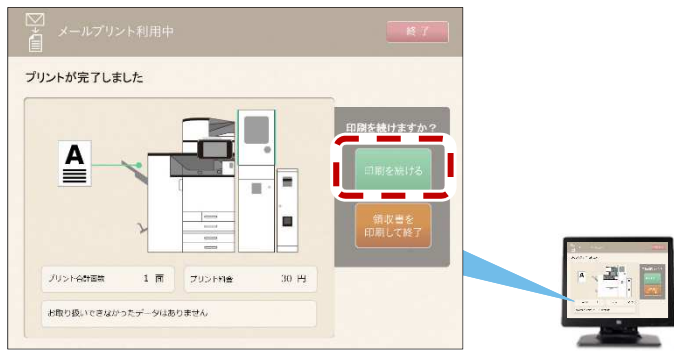 メールプリント利用中
終了
プリントが完了しました
印刷を続けますか?
A
印刷を続ける
領収書を
印刷して終了
プリント合計面数 1 面
プリント料金 30 円
お取り扱いできなかったデータはありません